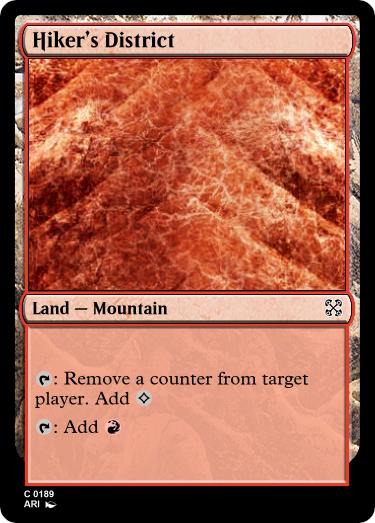 Hiker's District
Land — Mountain
: Remove a counter from target
player. Add
: Add
C 0189
ARI